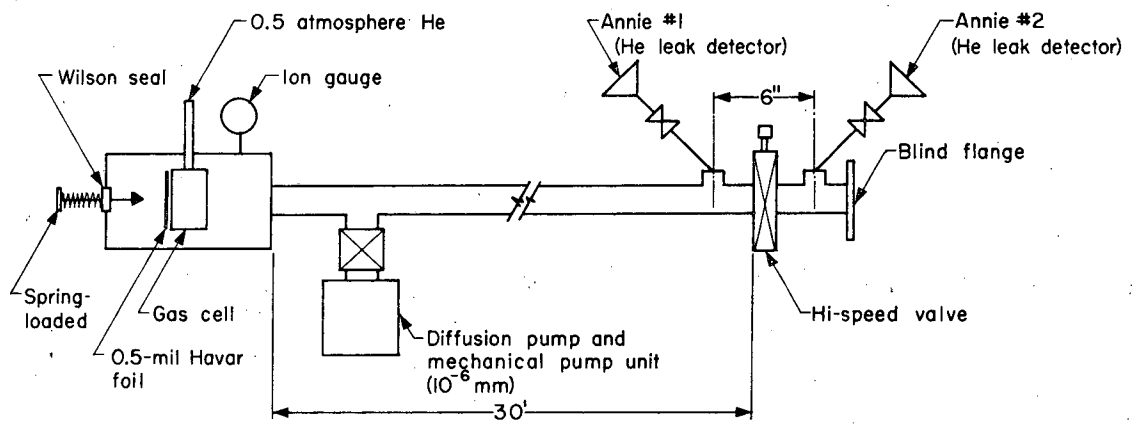 0.5 atmosphere He
Wilson seal
Ion gauge
Annie #1
(He leak detector)
Annie #2
(He leak detector)
6"
Blind flange
Spring-
loaded
Gas cell
0.5-mil Havar
foil
Diffusion pump and
mechanical pump unit
(10⁻⁶ mm)
Hi-speed valve
30'